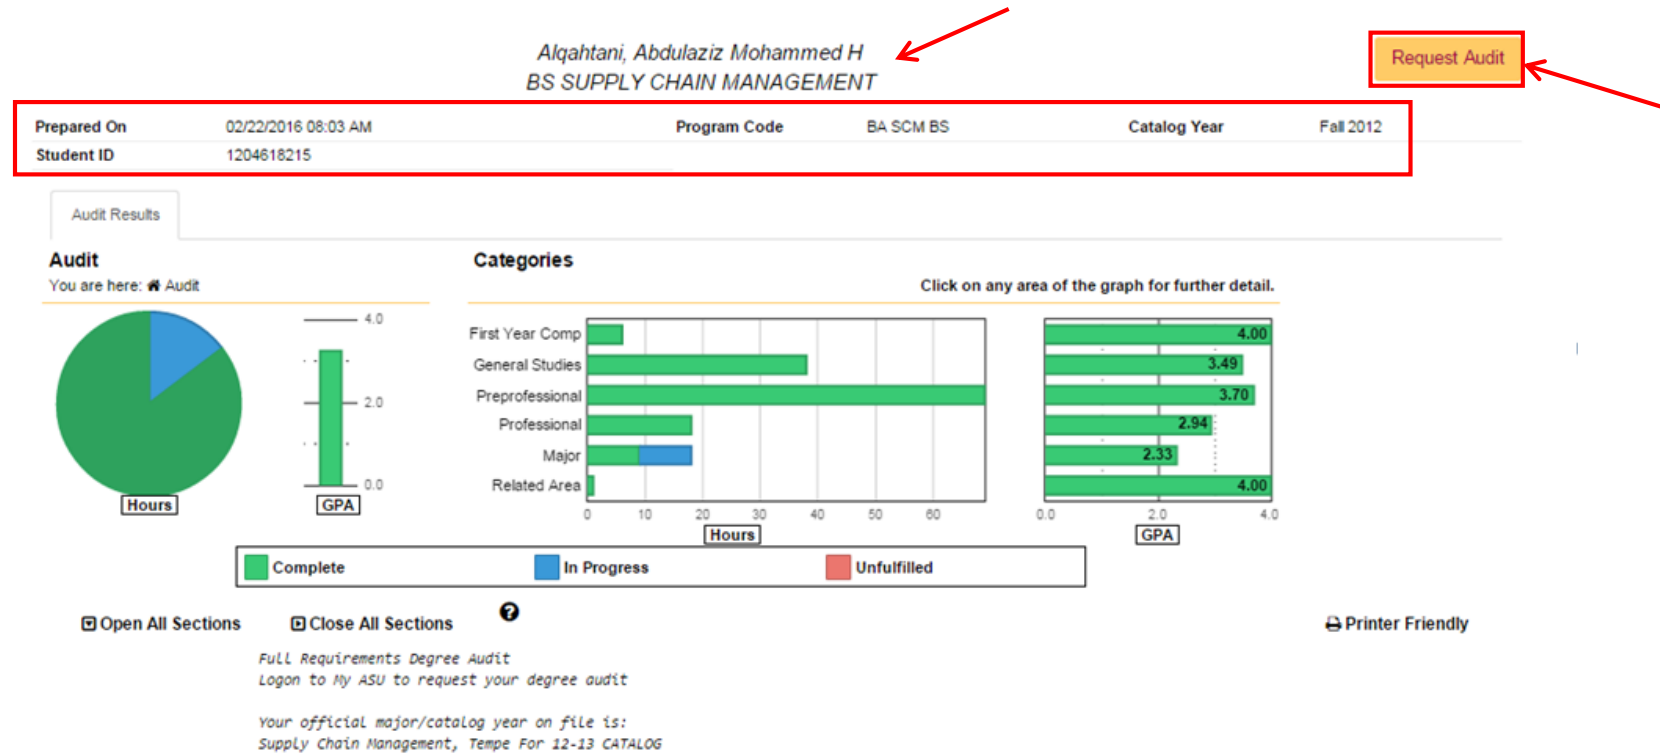 Alqahtani, Abdulaziz Mohammed H
BS SUPPLY CHAIN MANAGEMENT
Request Audit
Prepared On 02/22/2016 08:03 AM Program Code BA SCM BS Catalog Year Fall 2012
Student ID 1204618215
Audit Results
Audit
You are here: Audit
Categories
Click on any area of the graph for further detail.
4.0
2.0
0.0
Hours
GPA
First Year Comp
General Studies
Preprofessional
Professional
Major
Related Area
0 10 20 30 40 50 60
Hours
4.00
3.49
3.70
2.94
2.33
4.00
0.0 2.0 4.0
GPA
Complete In Progress Unfulfilled
Open All Sections Close All Sections ? Printer Friendly
Full Requirements Degree Audit
Logon to My ASU to request your degree audit
Your official major/catalog year on file is:
Supply Chain Management, Tempe For 12-13 CATALOG